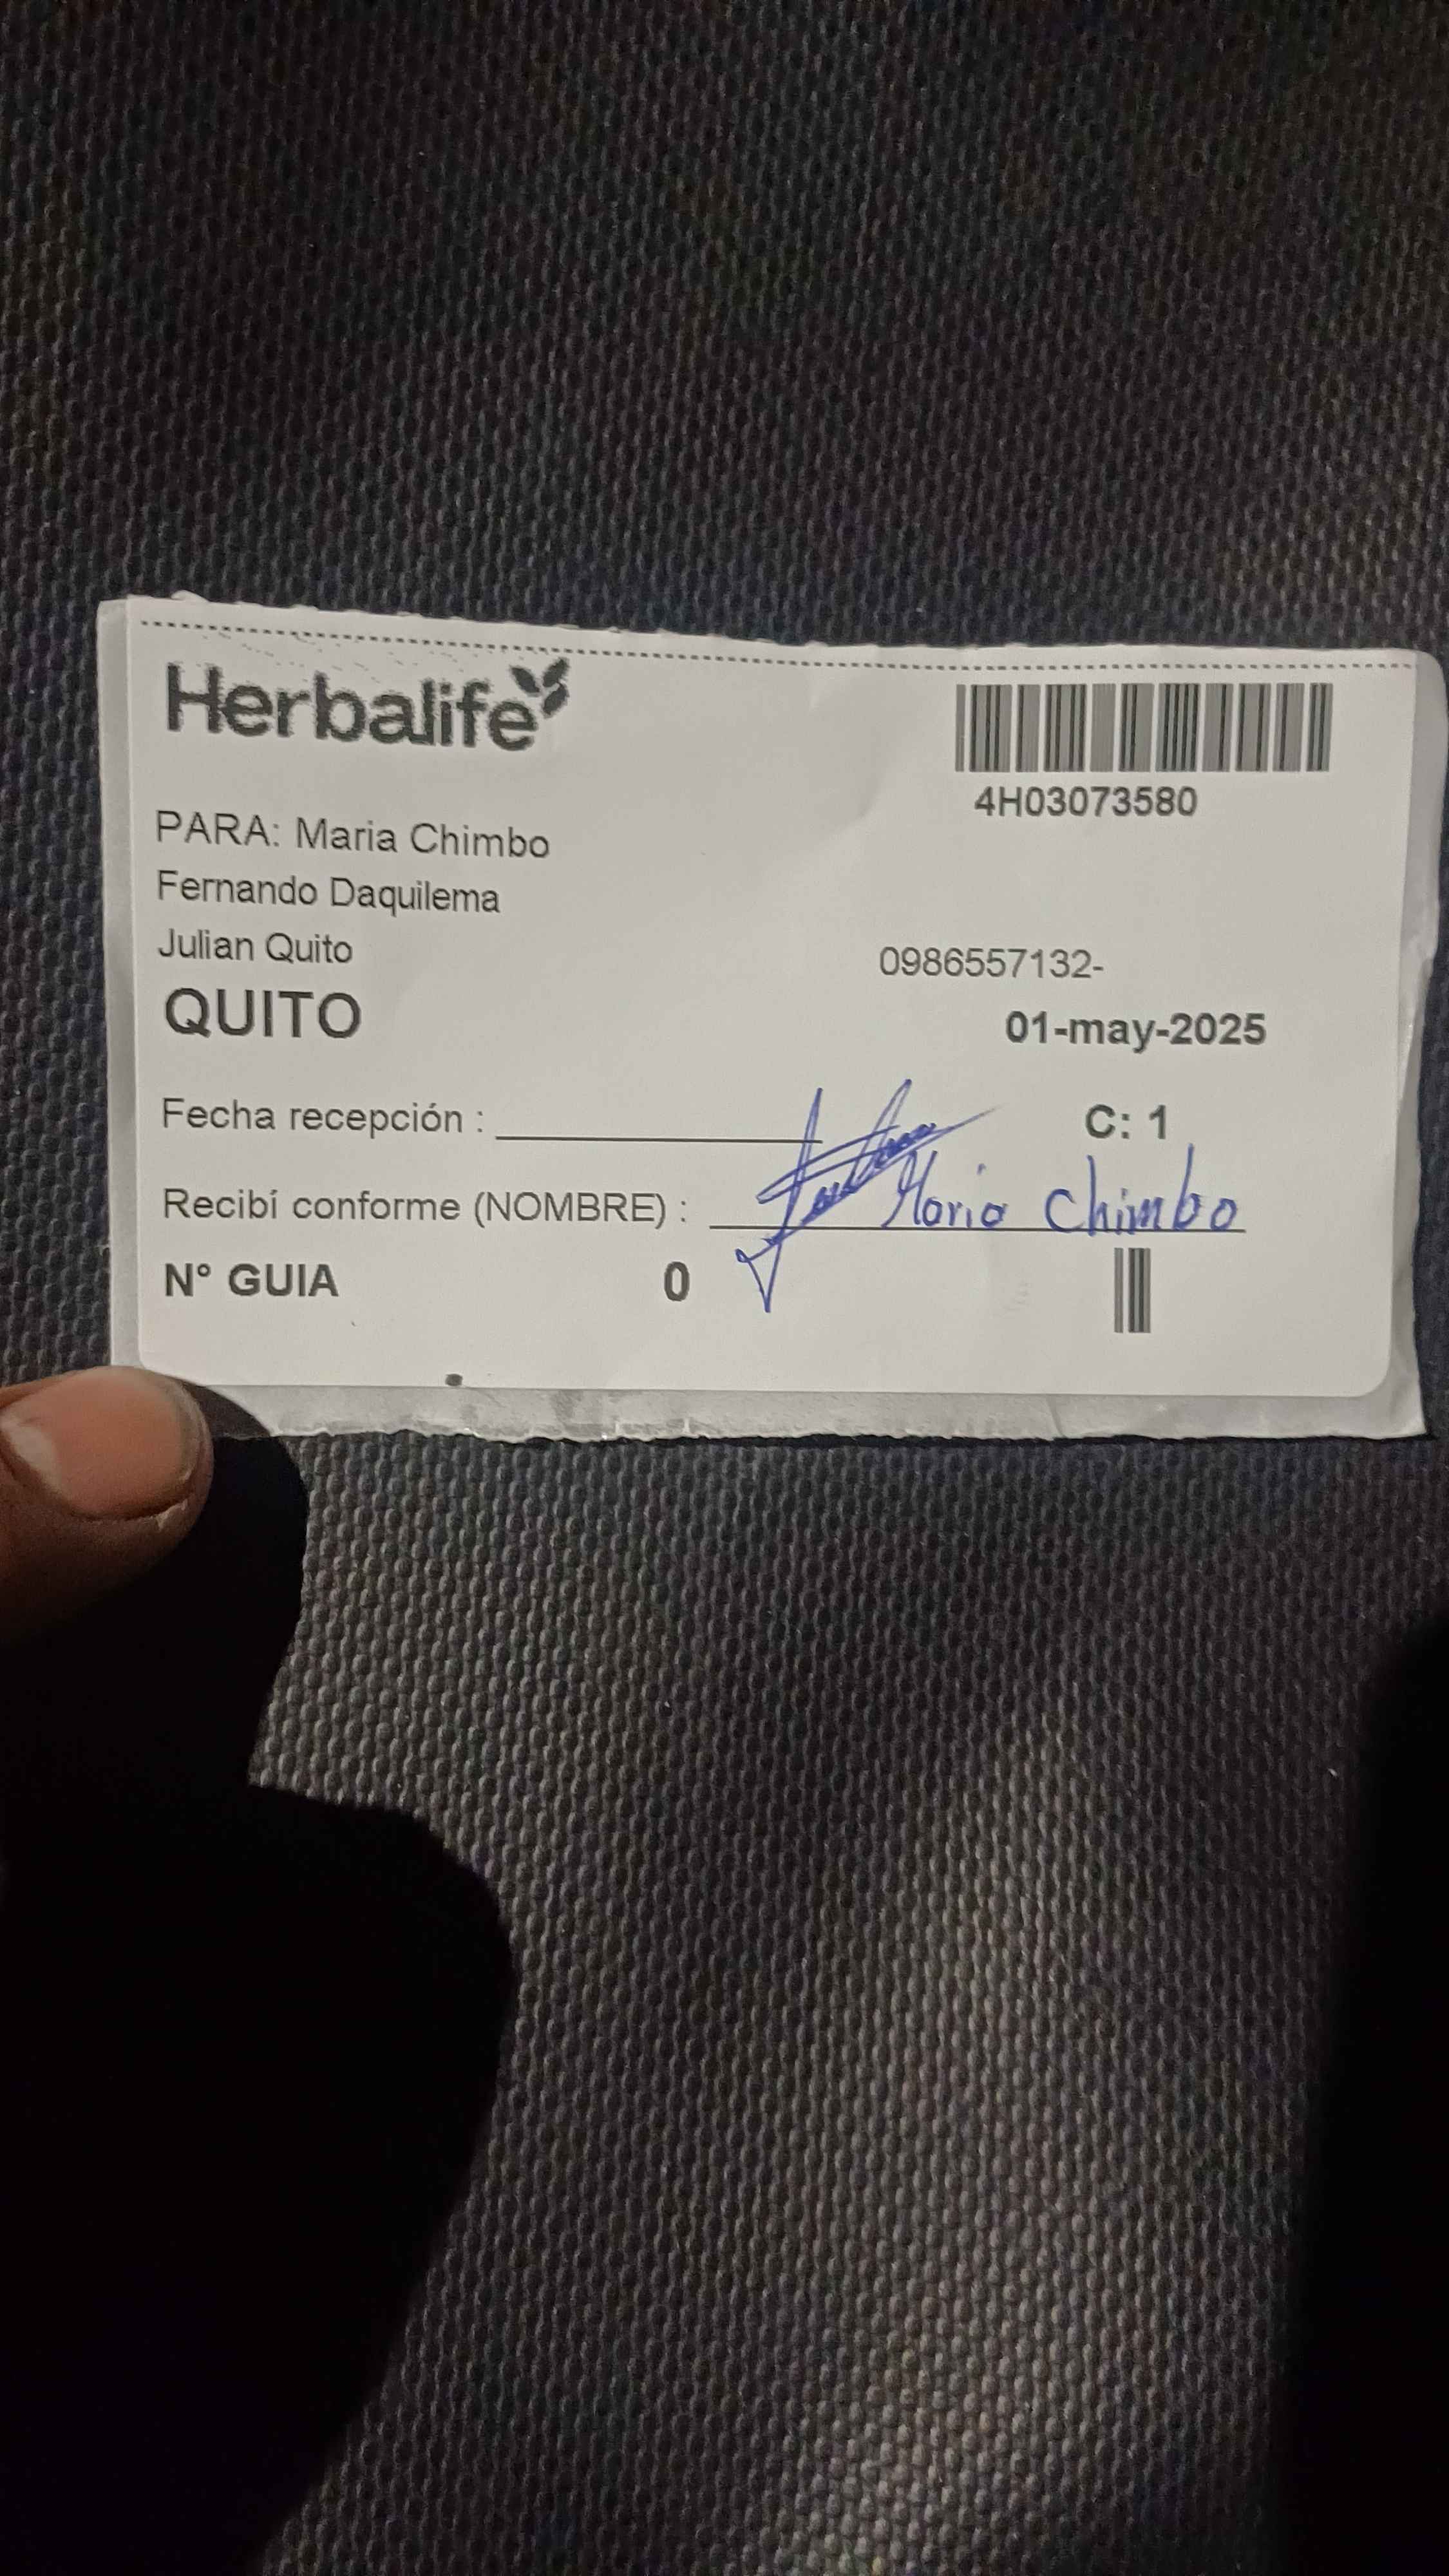 Herbalife
4H03073580
PARA: Maria Chimbo
Fernando Daquilema
Julian Quito
0986557132-
QUITO
01-may-2025
Fecha recepción :
C: 1
Recibí conforme (NOMBRE) : Maria Chimbo
N° GUIA 0